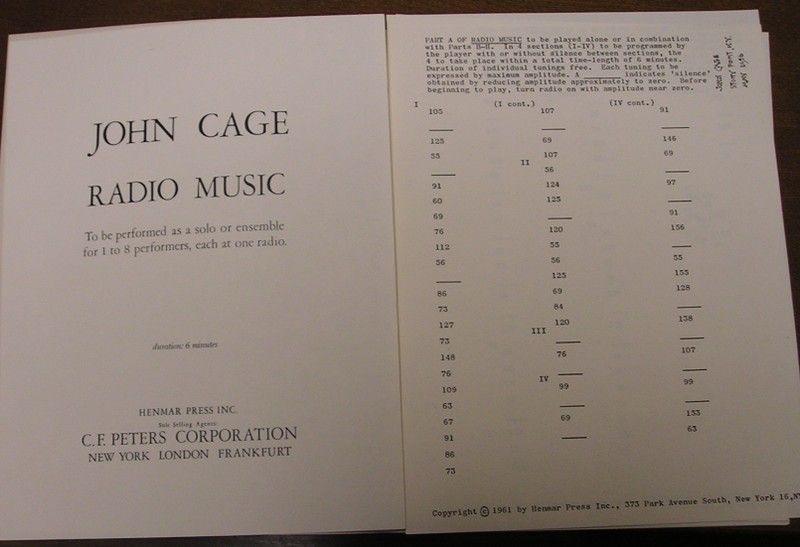 JOHN CAGE
RADIO MUSIC
To be performed as a solo or ensemble
for 1 to 8 performers, each at one radio.
duration: 6 minutes
HENMAR PRESS INC.
Sole Selling Agents:
C.F. PETERS CORPORATION
NEW YORK LONDON FRANKFURT
PART A OF RADIO MUSIC to be played alone or in combination
with Parts B-H. In 4 sections (I-IV) to be programmed by
the player with or without silence between sections, the
4 to take place within a total time-length of 6 minutes.
Duration of individual tunings free. Each tuning to be
expressed by maximum amplitude. A ______ indicates 'silence'
obtained by reducing amplitude approximately to zero. Before
beginning to play, turn radio on with amplitude near zero.
JOHN CAGE
STONY POINT, N.Y.
MAY 1956
I
105
125
55
91
60
69
76
112
56
86
73
127
73
148
76
109
63
67
91
86
73
(I cont.)
107
69
107
II
56
124
125
120
55
56
125
69
84
120
III
76
IV
99
69
(IV cont.)
91
146
69
97
91
156
55
155
128
138
107
99
153
63
Copyright © 1961 by Henmar Press Inc., 373 Park Avenue South, New York 16, NY